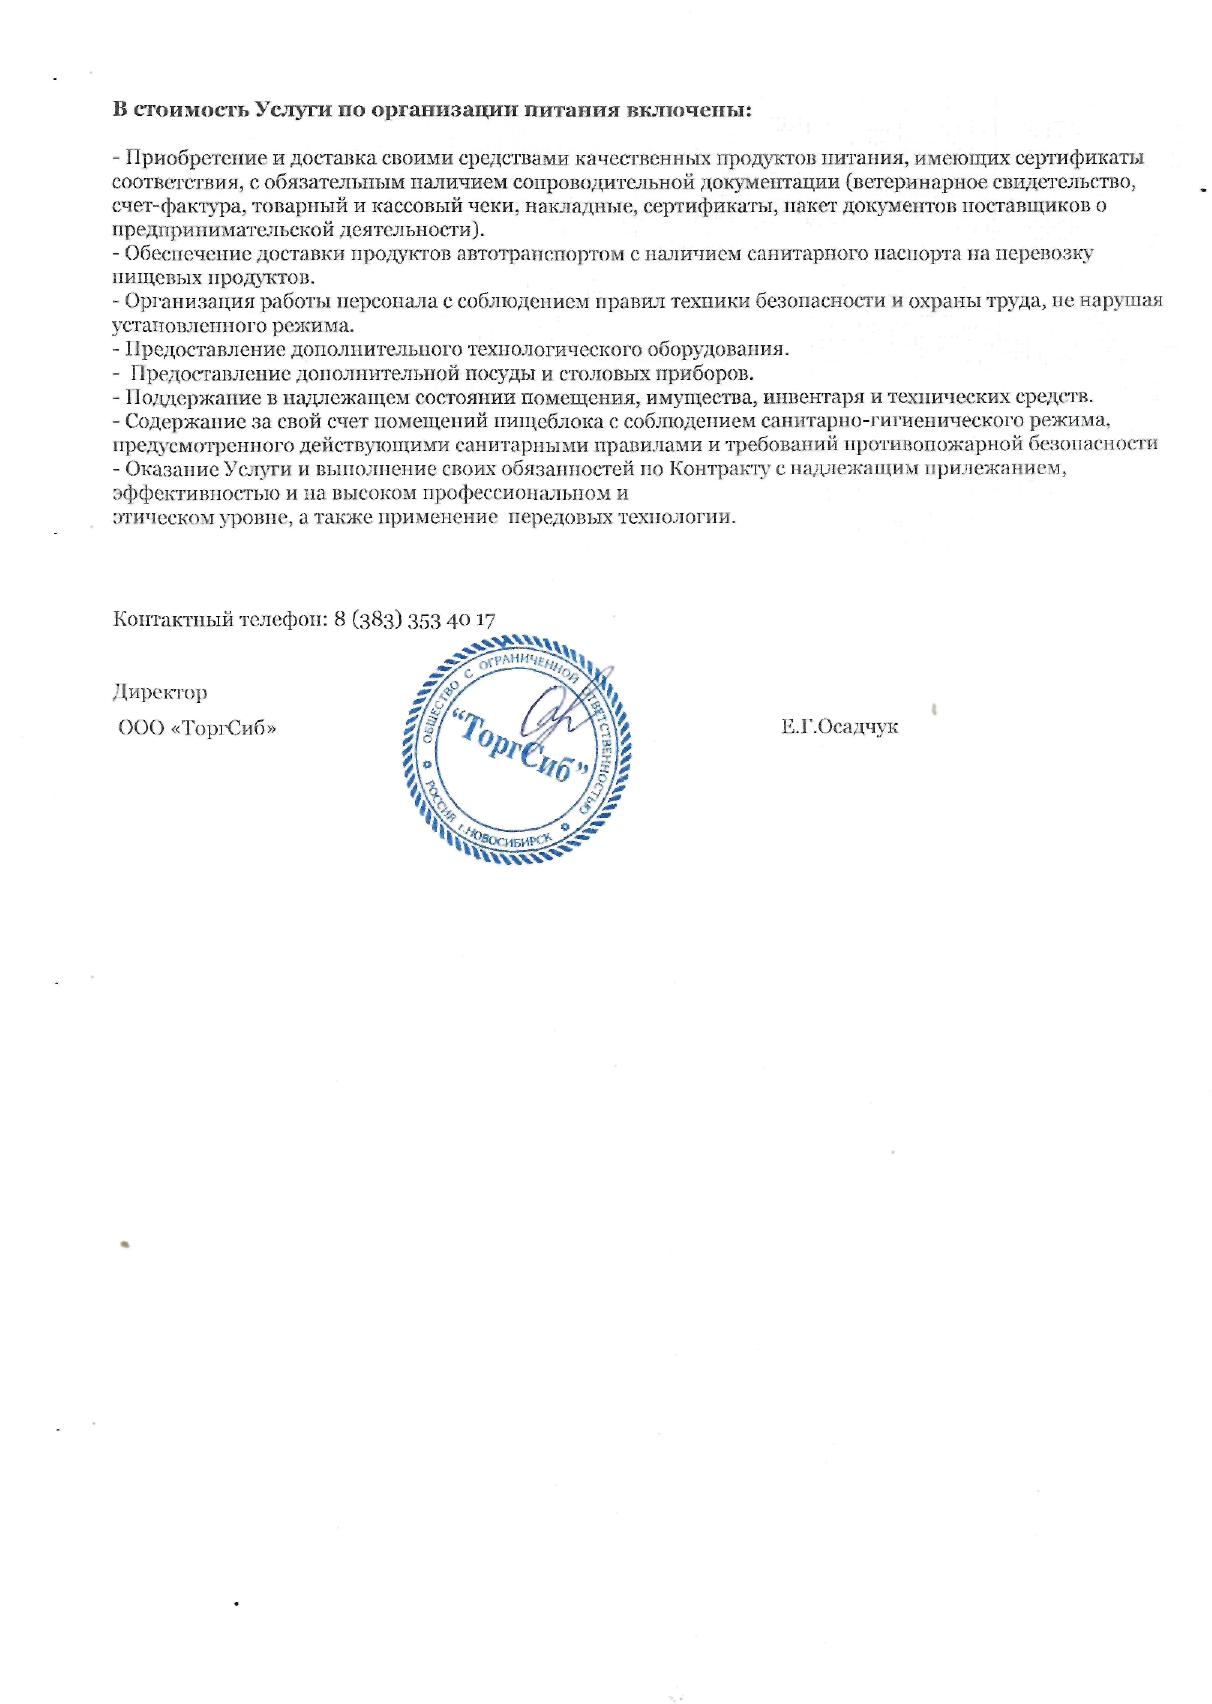 В стоимость Услуги по организации питания включены:
- Приобретение и доставка своими средствами качественных продуктов питания, имеющих сертификаты
соответствия, с обязательным наличием сопроводительной документации (ветеринарное свидетельство,
счет-фактура, товарный и кассовый чеки, накладные, сертификаты, пакет документов поставщиков о
предпринимательской деятельности).
- Обеспечение доставки продуктов автотранспортом с наличием санитарного паспорта на перевозку
пищевых продуктов.
- Организация работы персонала с соблюдением правил техники безопасности и охраны труда, не нарушая
установленного режима.
- Предоставление дополнительного технологического оборудования.
- Предоставление дополнительной посуды и столовых приборов.
- Поддержание в надлежащем состоянии помещения, имущества, инвентаря и технических средств.
- Содержание за свой счет помещений пищеблока с соблюдением санитарно-гигиенического режима,
предусмотренного действующими санитарными правилами и требований противопожарной безопасности
- Оказание Услуги и выполнение своих обязанностей по Контракту с надлежащим прилежанием,
эффективностью и на высоком профессиональном и
этическом уровне, а также применение передовых технологии.
Контактный телефон: 8 (383) 353 40 17
Директор
ООО «ТоргСиб»
Е.Г.Осадчук
ОБЩЕСТВО С ОГРАНИЧЕННОЙ ОТВЕТСТВЕННОСТЬЮ
"ТоргСиб"
РОССИЯ г.НОВОСИБИРСК